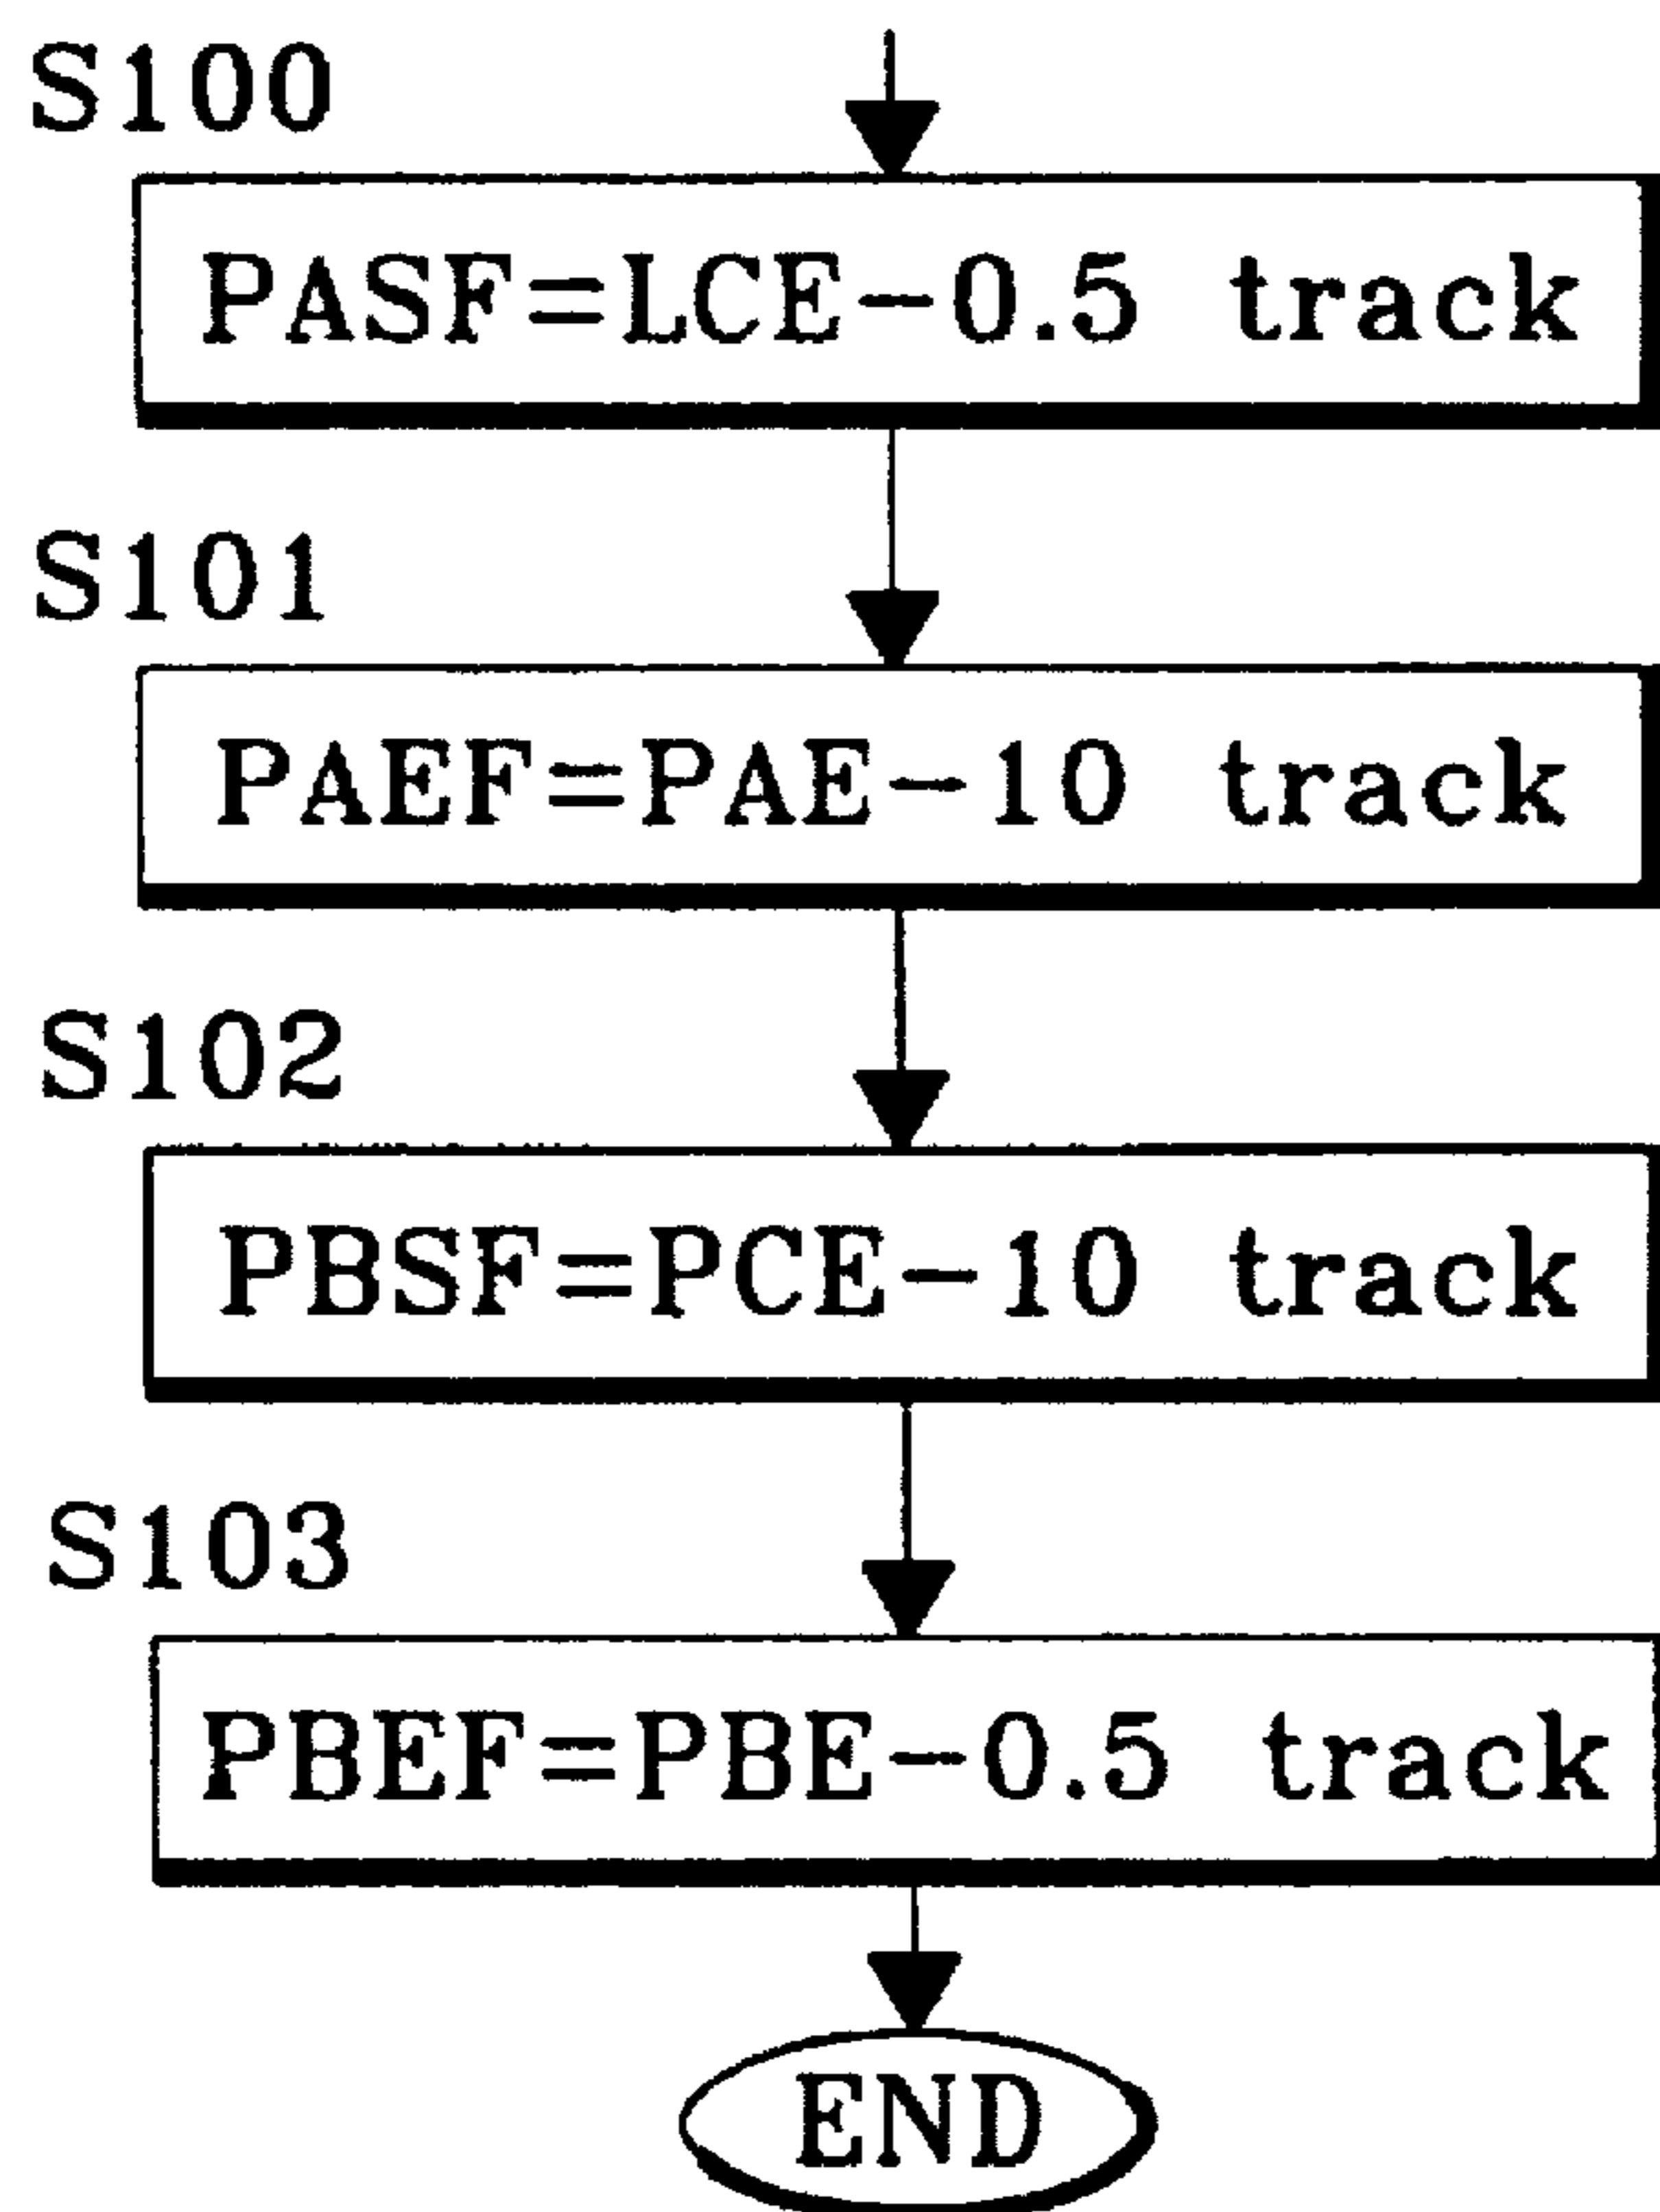 S100
PASF=LCE-0.5 track
S101
PAEF=PAE-10 track
S102
PBSF=PCE-10 track
S103
PBEF=PBE-0.5 track
END